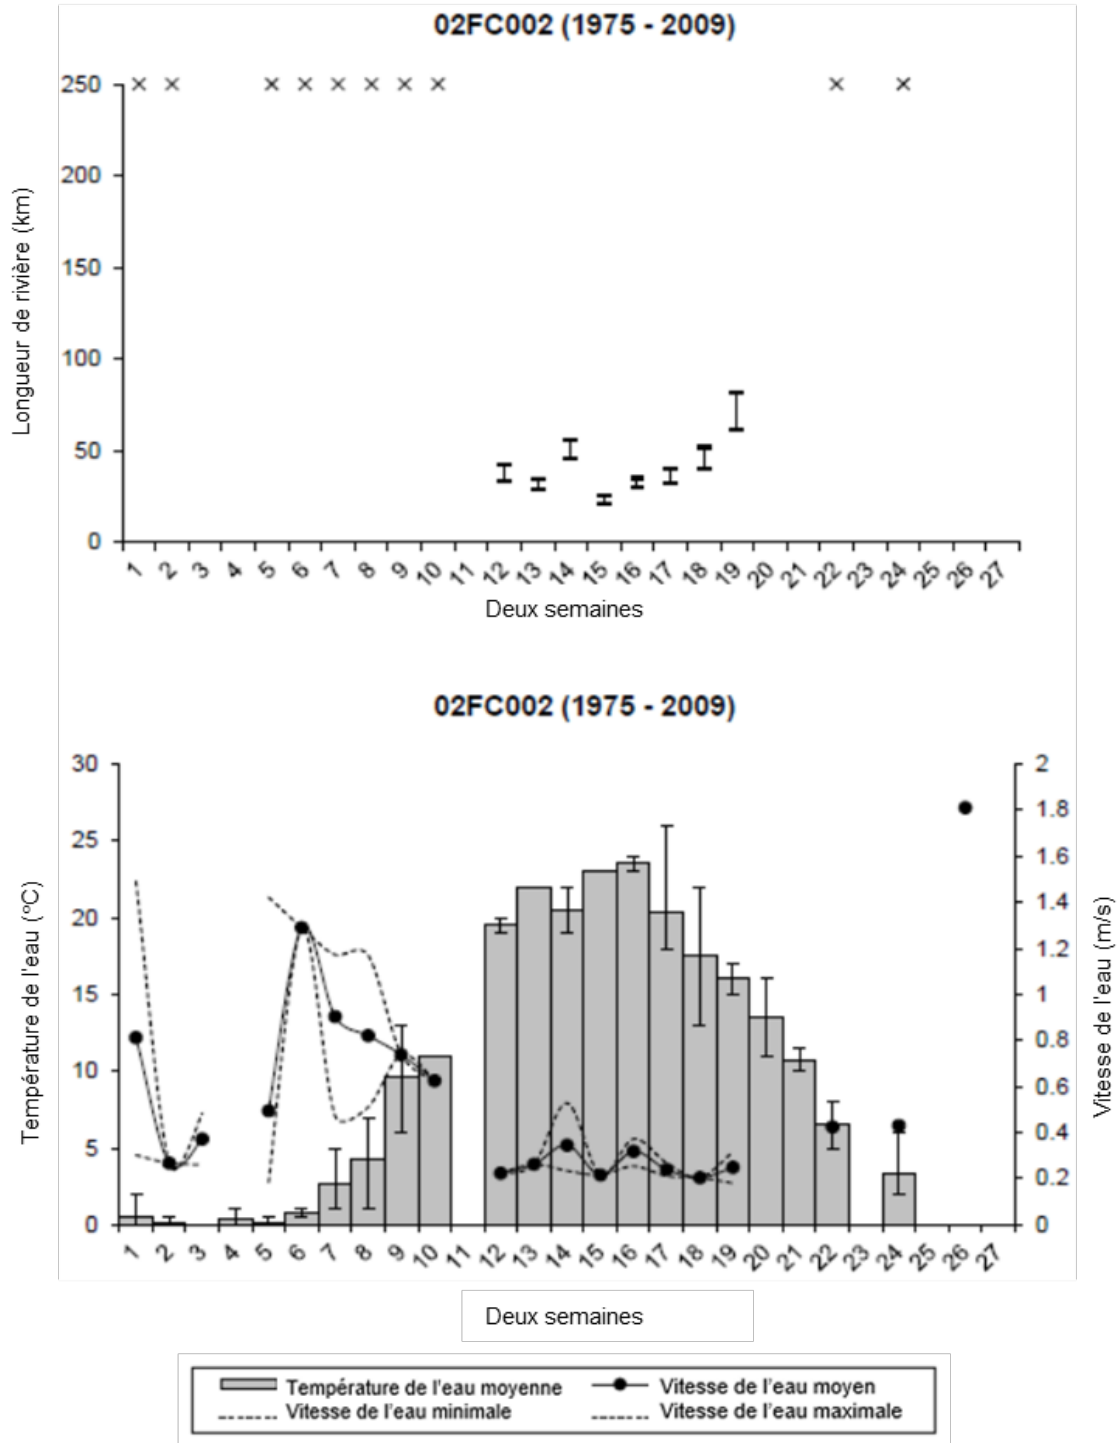 02FC002 (1975 - 2009)
Longueur de rivière (km)
250
200
150
100
50
0
1 2 3 4 5 6 7 8 9 10 11 12 13 14 15 16 17 18 19 20 21 22 23 24 25 26 27
Deux semaines
02FC002 (1975 - 2009)
Température de l'eau (°C)
30
25
20
15
10
5
0
Vitesse de l'eau (m/s)
2
1.8
1.6
1.4
1.2
1
0.8
0.6
0.4
0.2
0
1 2 3 4 5 6 7 8 9 10 11 12 13 14 15 16 17 18 19 20 21 22 23 24 25 26 27
Deux semaines
Température de l'eau moyenne
Vitesse de l'eau moyen
Vitesse de l'eau minimale
Vitesse de l'eau maximale